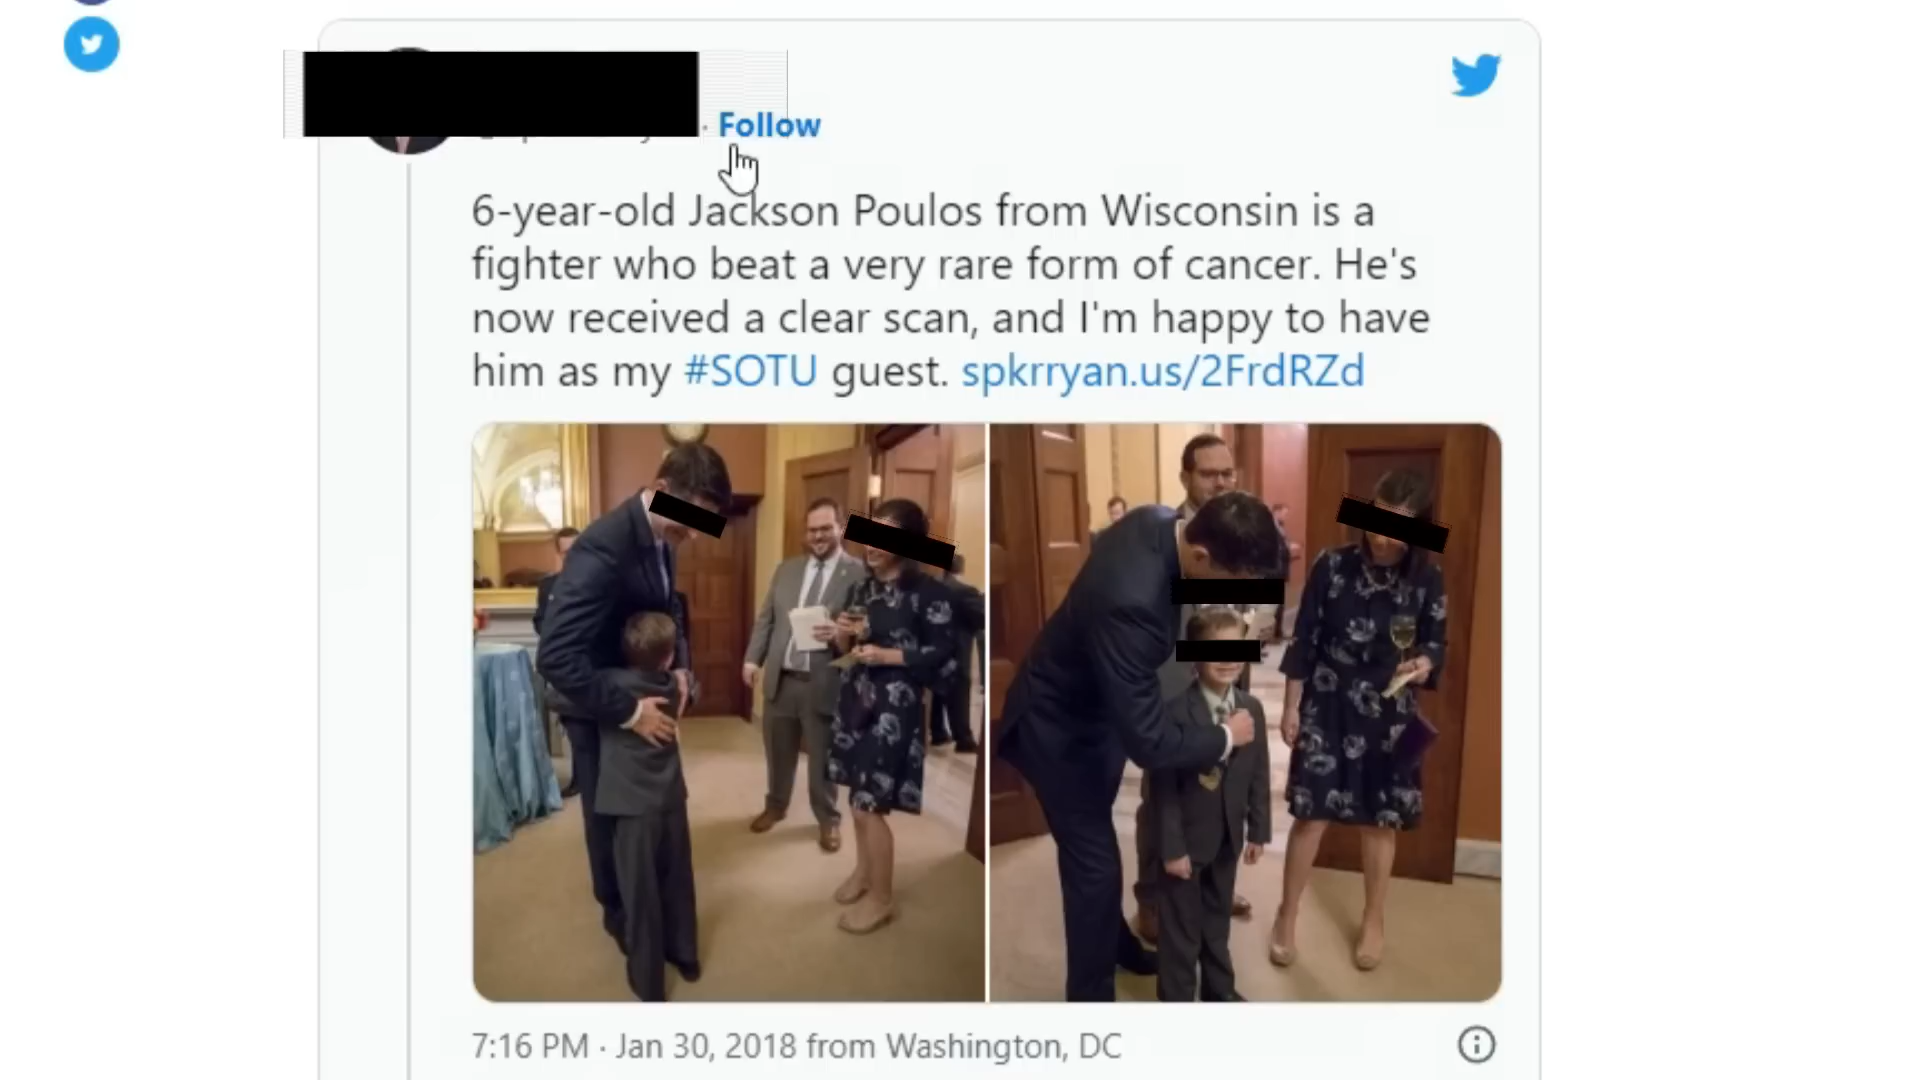 · Follow
6-year-old Jackson Poulos from Wisconsin is a
fighter who beat a very rare form of cancer. He's
now received a clear scan, and I'm happy to have
him as my #SOTU guest. spkrryan.us/2FrdRZd
7:16 PM · Jan 30, 2018 from Washington, DC